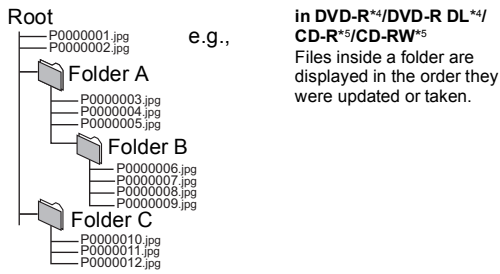 Root
P0000001.jpg
P0000002.jpg
e.g.,
Folder A
P0000003.jpg
P0000004.jpg
P0000005.jpg
Folder B
P0000006.jpg
P0000007.jpg
P0000008.jpg
P0000009.jpg
Folder C
P0000010.jpg
P0000011.jpg
P0000012.jpg
in DVD-R*4/DVD-R DL*4/
CD-R*5/CD-RW*5
Files inside a folder are
displayed in the order they
were updated or taken.